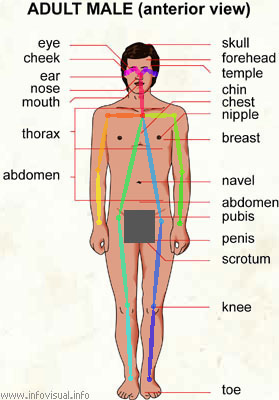 ADULT MALE (anterior view)
eye
cheek
ear
nose
mouth
thorax
abdomen
skull
forehead
temple
chin
chest
nipple
breast
navel
abdomen
pubis
penis
scrotum
knee
toe
© www.infovisual.info